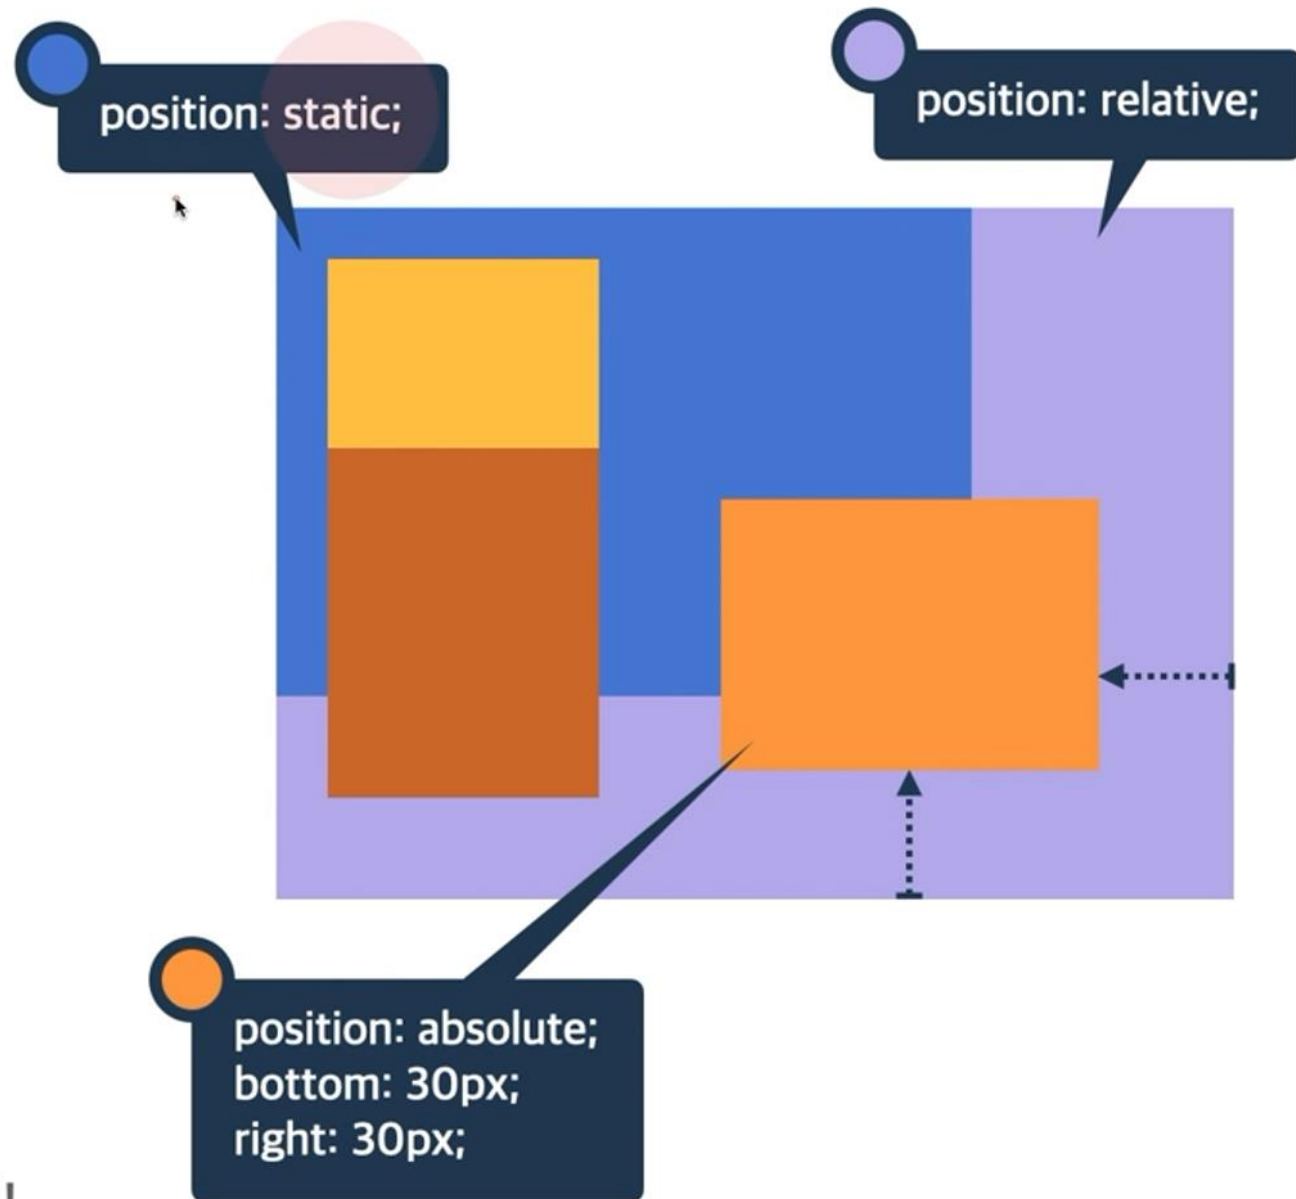 position: static;
position: relative;
position: absolute;
bottom: 30px;
right: 30px;